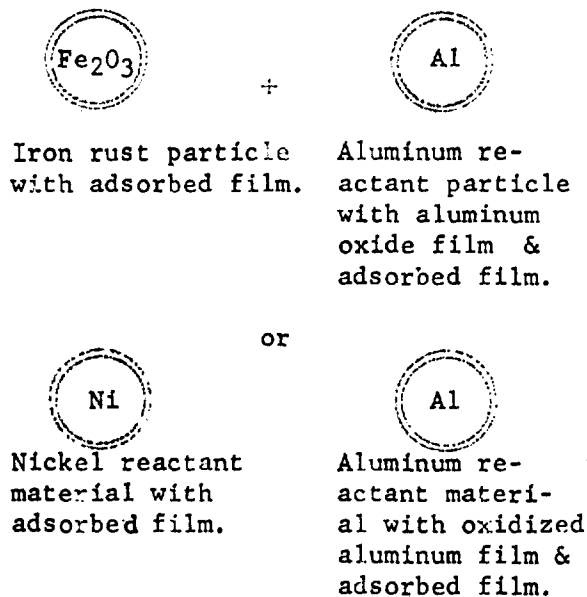 Fe₂O₃ + Al
Iron rust particle
with adsorbed film.
Aluminum re-
actant particle
with aluminum
oxide film &
adsorbed film.
or
Ni Al
Nickel reactant
material with
adsorbed film.
Aluminum re-
actant materi-
al with oxidized
aluminum film &
adsorbed film.